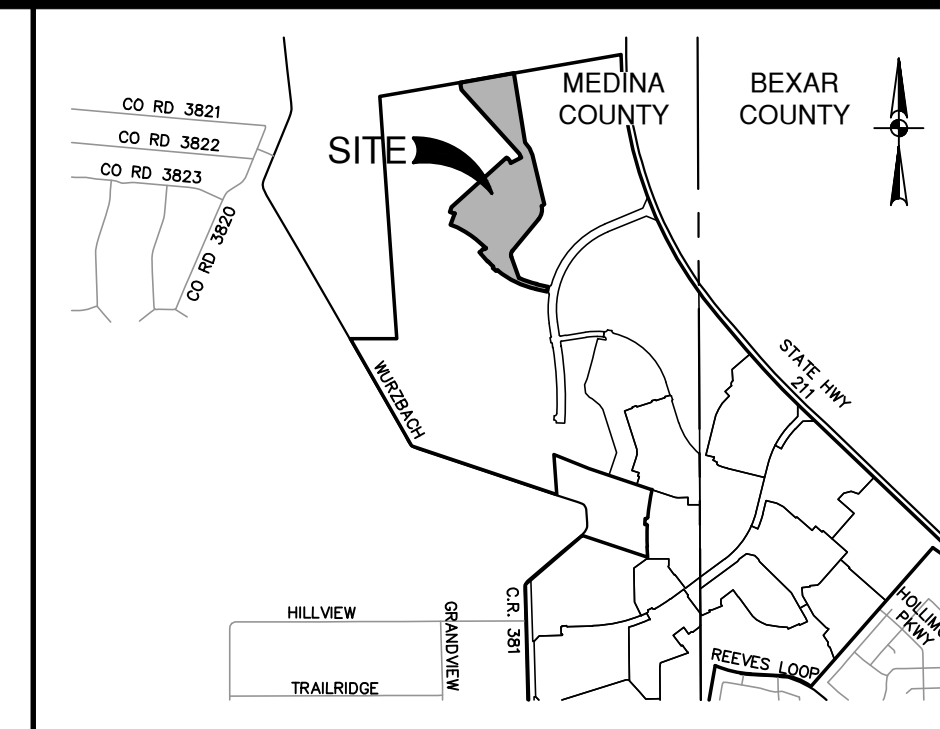 MEDINA
COUNTY
BEXAR
COUNTY
CO RD 3821
CO RD 3822
CO RD 3823
CO RD 3820
SITE
WURZBACH
STATE HWY
211
C.R. 381
HILLVIEW
GRANDVIEW
TRAILRIDGE
REEVES LOOP
PKWY